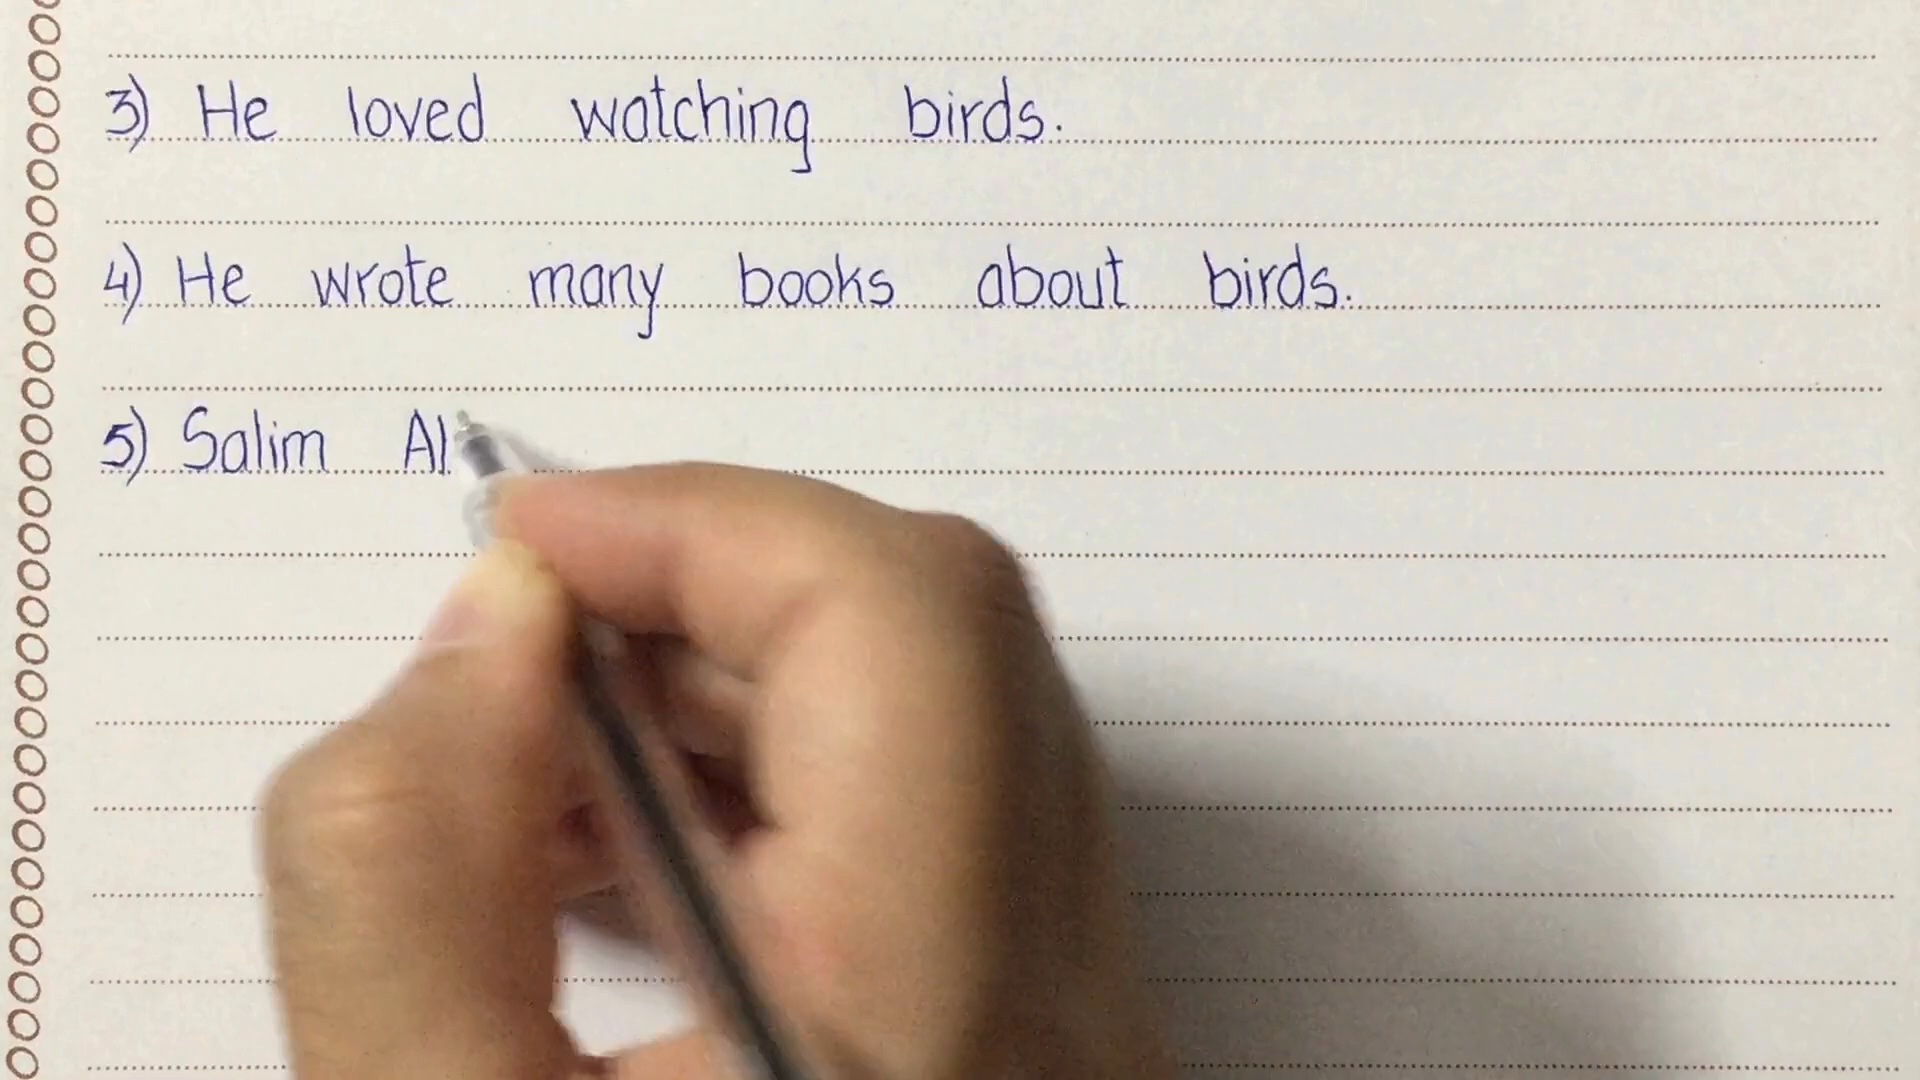 3) He loved watching birds.
4) He wrote many books about birds.
5) Salim Al